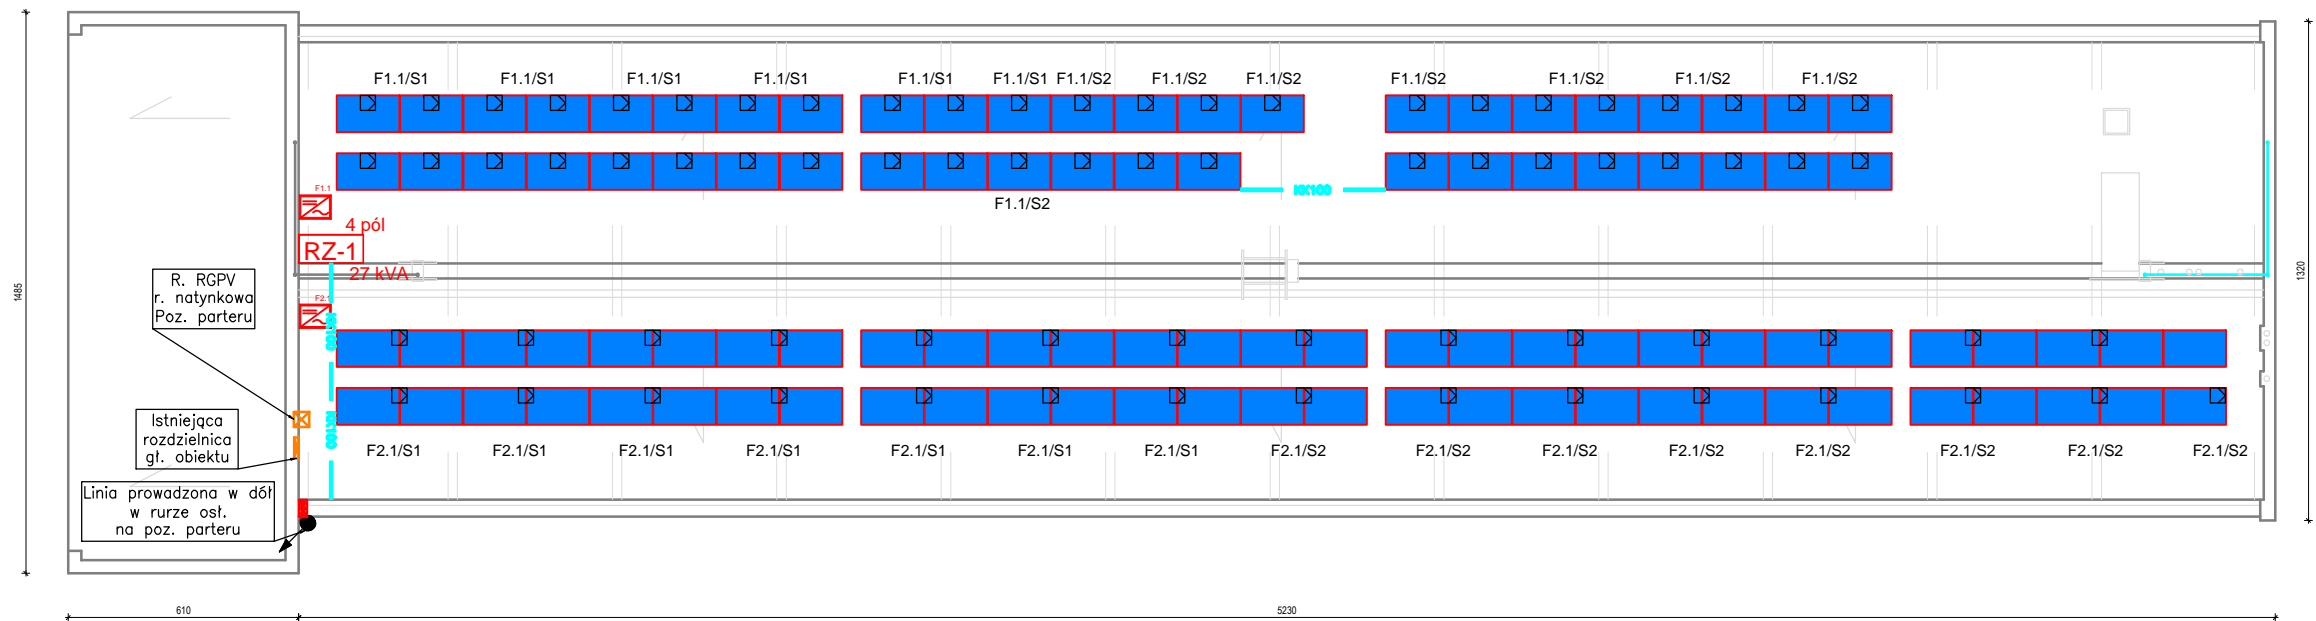 F1.1/S1 F1.1/S1 F1.1/S1 F1.1/S1 F1.1/S1 F1.1/S1 F1.1/S2 F1.1/S2 F1.1/S2 F1.1/S2 F1.1/S2 F1.1/S2 F1.1/S2
F1.1
KK100
F1.1/S2
4 pól
RZ-1
27 kVA
R. RGPV
r. natynkowa
Poz. parteru
1485
1320
F2.1
KK100
KK100
Istniejąca
rozdzielnica
gł. obiektu
F2.1/S1 F2.1/S1 F2.1/S1 F2.1/S1 F2.1/S1 F2.1/S1 F2.1/S1 F2.1/S2 F2.1/S2 F2.1/S2 F2.1/S2 F2.1/S2 F2.1/S2 F2.1/S2 F2.1/S2
Linia prowadzona w dół
w rurze osł.
na poz. parteru
610
5230